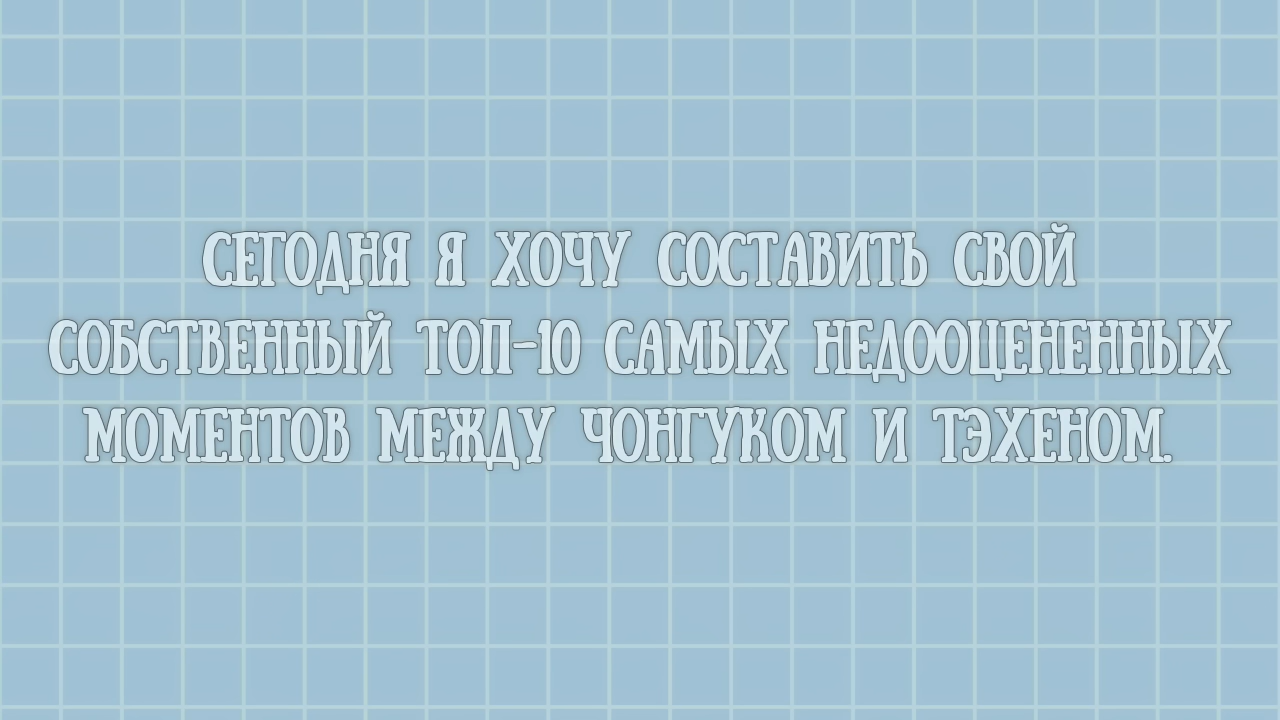 СЕГОДНЯ Я ХОЧУ СОСТАВИТЬ СВОЙ
СОБСТВЕННЫЙ ТОП-10 САМЫХ НЕДООЦЕНЕННЫХ
МОМЕНТОВ МЕЖДУ ЧОНГУКОМ И ТЭХЕНОМ.